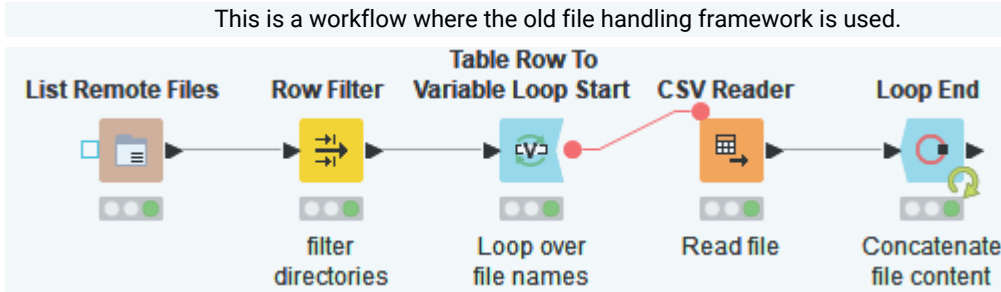 This is a workflow where the old file handling framework is used.
List Remote Files
Row Filter
Table Row To
Variable Loop Start
CSV Reader
Loop End
filter
directories
Loop over
file names
Read file
Concatenate
file content